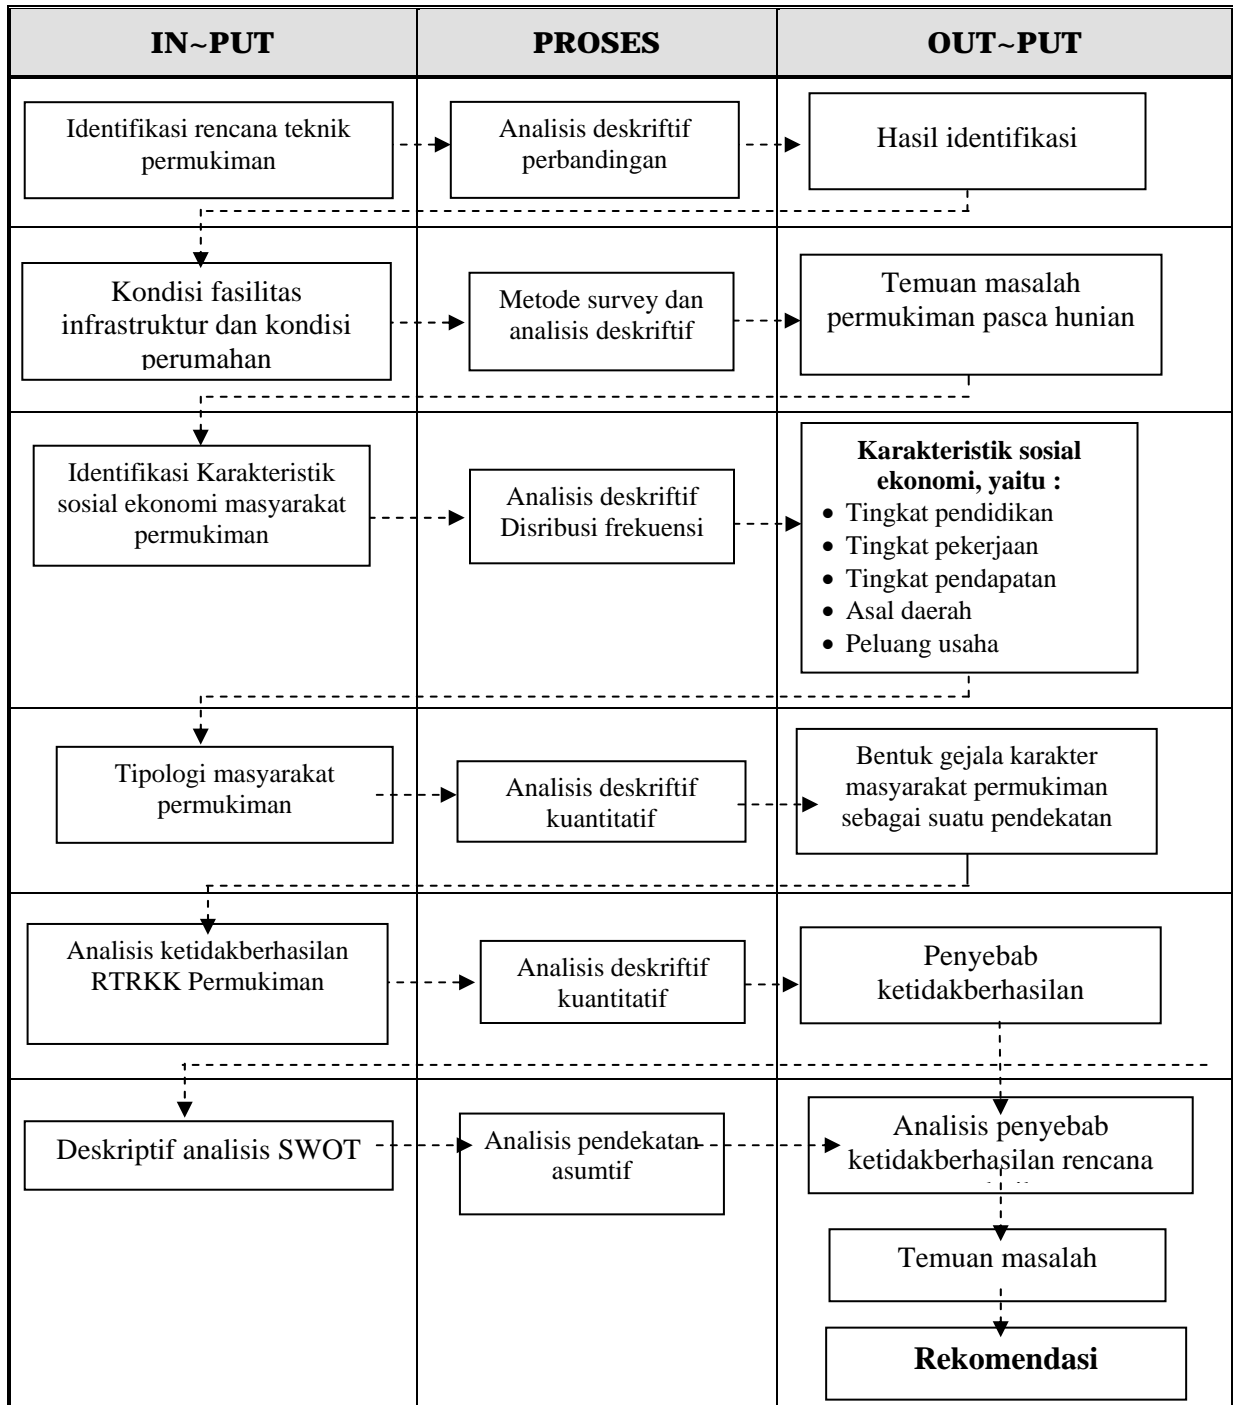 IN~PUT
PROSES
OUT~PUT
Identifikasi rencana teknik
permukiman
Analisis deskriftif
perbandingan
Hasil identifikasi
Kondisi fasilitas
infrastruktur dan kondisi
perumahan
Metode survey dan
analisis deskriftif
Temuan masalah
permukiman pasca hunian
Identifikasi Karakteristik
sosial ekonomi masyarakat
permukiman
Analisis deskriftif
Disribusi frekuensi
Karakteristik sosial
ekonomi, yaitu :
• Tingkat pendidikan
• Tingkat pekerjaan
• Tingkat pendapatan
• Asal daerah
• Peluang usaha
Tipologi masyarakat
permukiman
Analisis deskriftif
kuantitatif
Bentuk gejala karakter
masyarakat permukiman
sebagai suatu pendekatan
Analisis ketidakberhasilan
RTRKK Permukiman
Analisis deskriftif
kuantitatif
Penyebab
ketidakberhasilan
Deskriptif analisis SWOT
Analisis pendekatan
asumtif
Analisis penyebab
ketidakberhasilan rencana
Temuan masalah
Rekomendasi